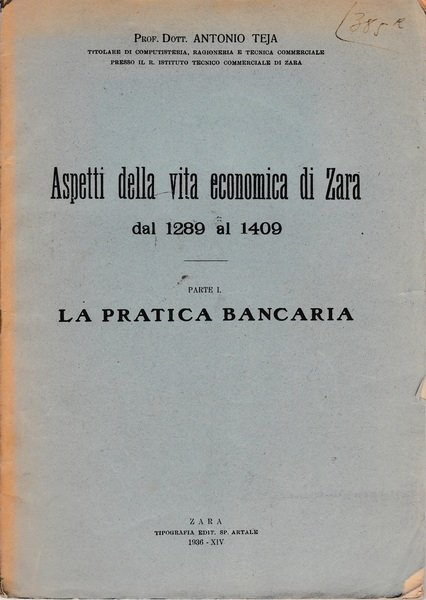 385 R
PROF. DOTT. ANTONIO TEJA
TITOLARE DI COMPUTISTERIA, RAGIONERIA E TECNICA COMMERCIALE
PRESSO IL R. ISTITUTO TECNICO COMMERCIALE DI ZARA
Aspetti della vita economica di Zara
dal 1289 al 1409
PARTE I.
LA PRATICA BANCARIA
ZARA
TIPOGRAFIA EDIT. SP. ARTALE
1936 - XIV